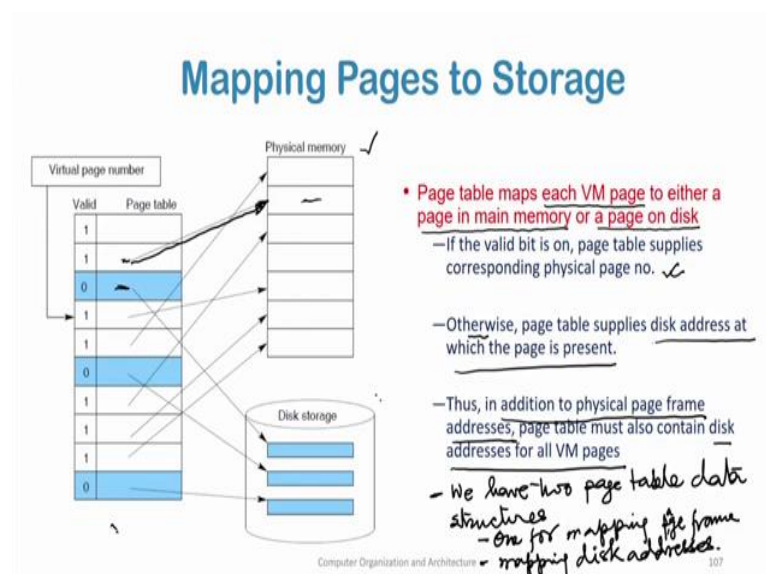 Mapping Pages to Storage
Virtual page number
Valid
Page table
1
1
0
1
1
0
1
1
1
0
Physical memory
Disk storage
• Page table maps each VM page to either a
page in main memory or a page on disk
–If the valid bit is on, page table supplies
corresponding physical page no.
–Otherwise, page table supplies disk address at
which the page is present.
–Thus, in addition to physical page frame
addresses, page table must also contain disk
addresses for all VM pages
- We have two page table data
structures
- One for mapping page frame
- mapping disk addresses.
Computer Organization and Architecture
107